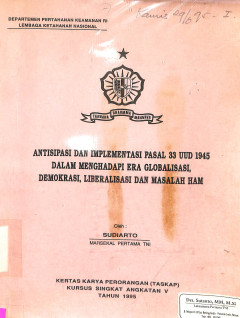 DEPARTEMEN PERTAHANAN KEAMANAN RI
LEMBAGA KETAHANAN NASIONAL
ANTISIPASI DAN IMPLEMENTASI PASAL 33 UUD 1945
DALAM MENGHADAPI ERA GLOBALISASI,
DEMOKRASI, LIBERALISASI DAN MASALAH HAM
Oleh :
SUDIARTO
MARSEKAL PERTAMA TNI
KERTAS KARYA PERORANGAN (TASKAP)
KURSUS SINGKAT ANGKATAN V
TAHUN 1995